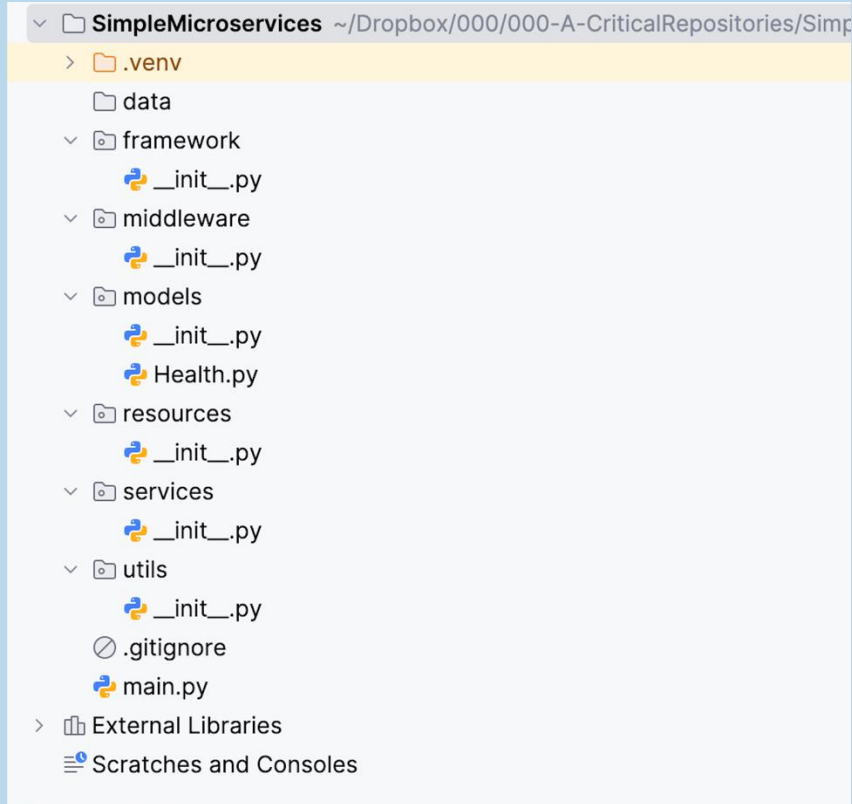 SimpleMicroservices ~/Dropbox/000/000-A-CriticalRepositories/Simp
.venv
data
framework
__init__.py
middleware
__init__.py
models
__init__.py
Health.py
resources
__init__.py
services
__init__.py
utils
__init__.py
.gitignore
main.py
External Libraries
Scratches and Consoles